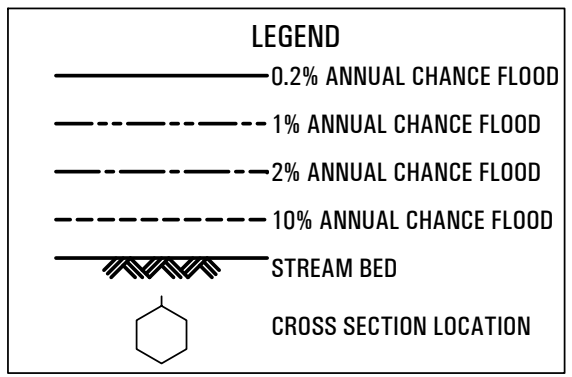 LEGEND
0.2% ANNUAL CHANCE FLOOD
1% ANNUAL CHANCE FLOOD
2% ANNUAL CHANCE FLOOD
10% ANNUAL CHANCE FLOOD
STREAM BED
CROSS SECTION LOCATION